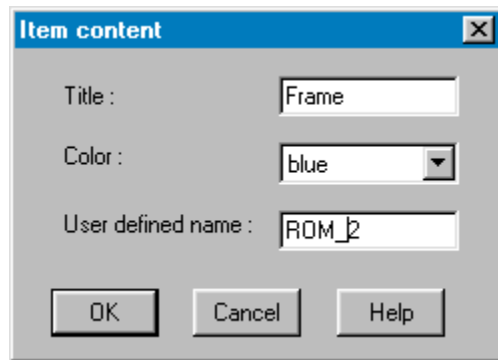 Item content
Title : Frame
Color : blue
User defined name : ROM_2
OK Cancel Help